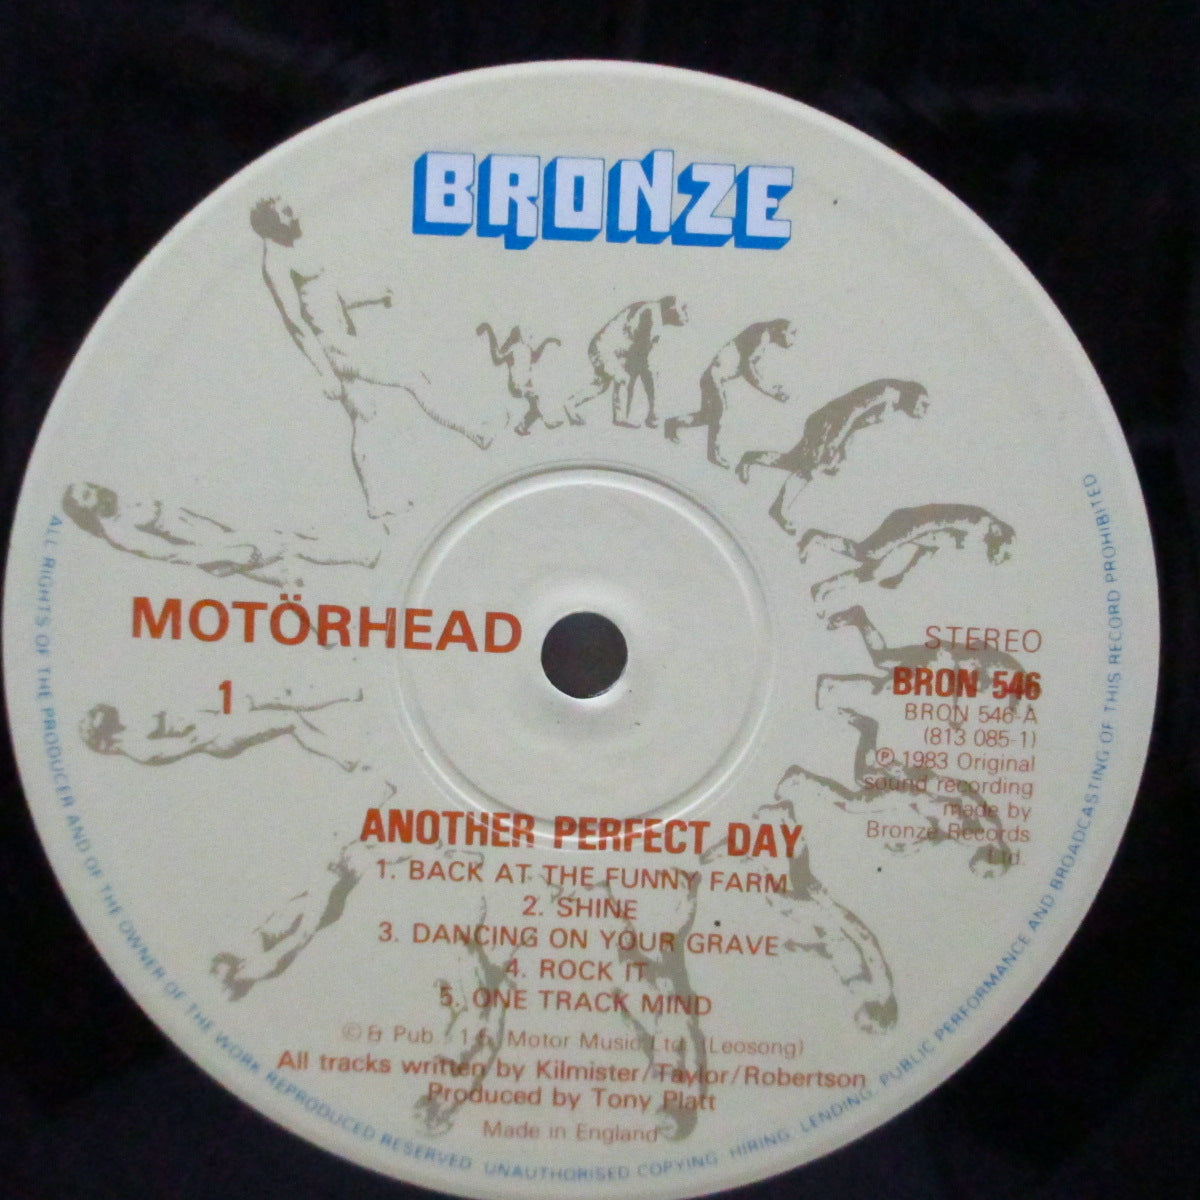 BRONZE
MOTÖRHEAD
1
STEREO
BRON 546
BRON 546-A
(813 085-1)
℗ 1983 Original
sound recording
made by
Bronze Records
Ltd.
ANOTHER PERFECT DAY
1. BACK AT THE FUNNY FARM
2. SHINE
3. DANCING ON YOUR GRAVE
4. ROCK IT
5. ONE TRACK MIND
© & Pub 1-5 Motor Music Ltd. (Leosong)
All tracks written by Kilmister/Taylor/Robertson
Produced by Tony Platt
Made in England
ALL RIGHTS OF THE PRODUCER AND OF THE OWNER OF THE WORK REPRODUCED RESERVED UNAUTHORISED COPYING, HIRING, LENDING, PUBLIC PERFORMANCE AND BROADCASTING OF THIS RECORD PROHIBITED